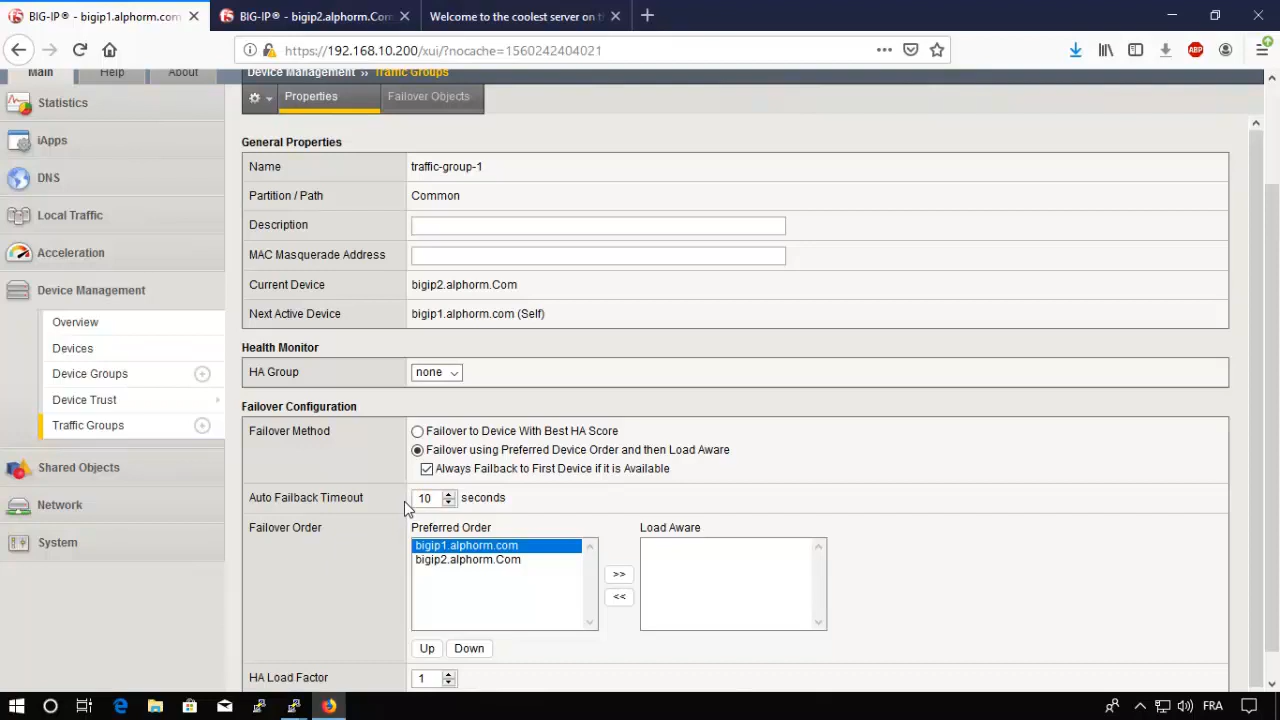 BIG-IP® - bigip1.alphorm.com
BIG-IP® - bigip2.alphorm.Com
Welcome to the coolest server on t
https://192.168.10.200/xui/?nocache=1560242404021
ABP
Main
Help
About
Device Management ›› Traffic Groups
Properties
Failover Objects
Statistics
iApps
DNS
Local Traffic
Acceleration
Device Management
Overview
Devices
Device Groups
Device Trust
Traffic Groups
Shared Objects
Network
System
General Properties
Name
traffic-group-1
Partition / Path
Common
Description
MAC Masquerade Address
Current Device
bigip2.alphorm.Com
Next Active Device
bigip1.alphorm.com (Self)
Health Monitor
HA Group
none
Failover Configuration
Failover Method
Failover to Device With Best HA Score
Failover using Preferred Device Order and then Load Aware
Always Failback to First Device if it is Available
Auto Failback Timeout
10 seconds
Failover Order
Preferred Order
Load Aware
bigip1.alphorm.com
bigip2.alphorm.Com
>>
<<
Up
Down
HA Load Factor
1
FRA